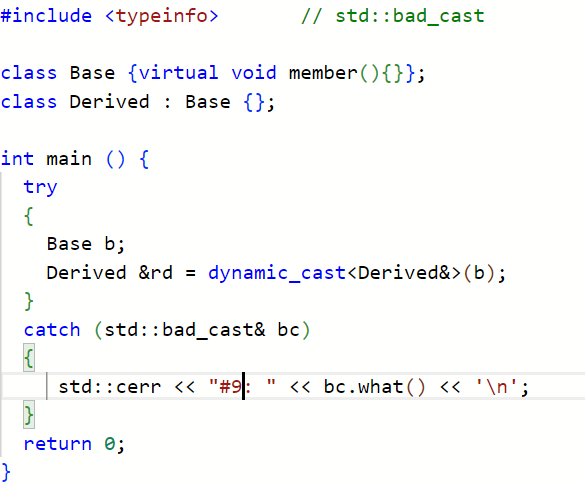 #include <typeinfo>       // std::bad_cast
class Base {virtual void member(){}};
class Derived : Base {};
int main () {
  try
  {
    Base b;
    Derived &rd = dynamic_cast<Derived&>(b);
  }
  catch (std::bad_cast& bc)
  {
     std::cerr << "#9: " << bc.what() << '\n';
  }
  return 0;
}